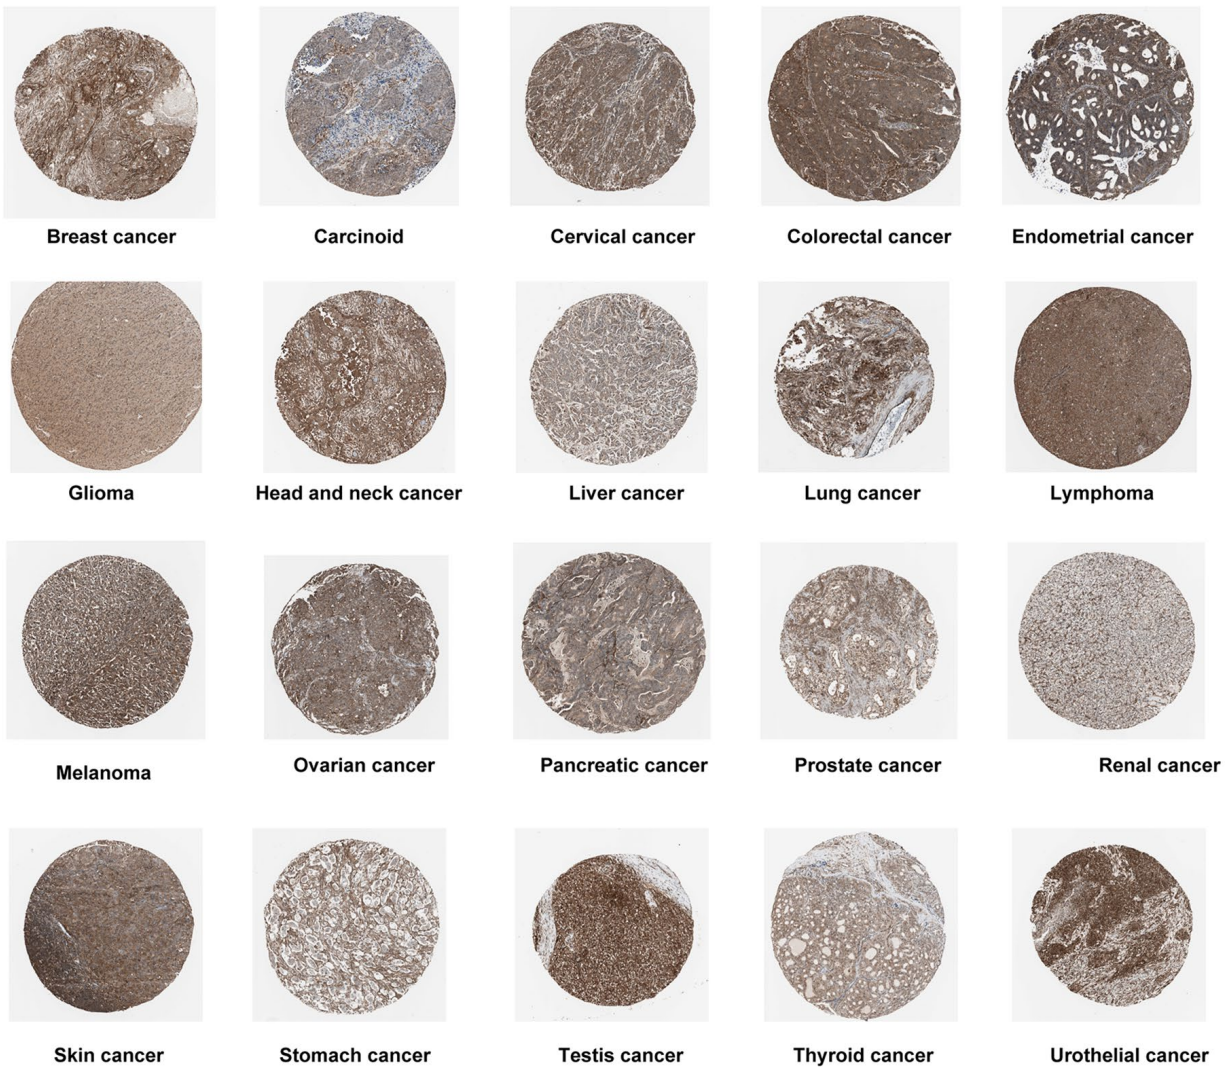 Breast cancer
Carcinoid
Cervical cancer
Colorectal cancer
Endometrial cancer
Glioma
Head and neck cancer
Liver cancer
Lung cancer
Lymphoma
Melanoma
Ovarian cancer
Pancreatic cancer
Prostate cancer
Renal cancer
Skin cancer
Stomach cancer
Testis cancer
Thyroid cancer
Urothelial cancer